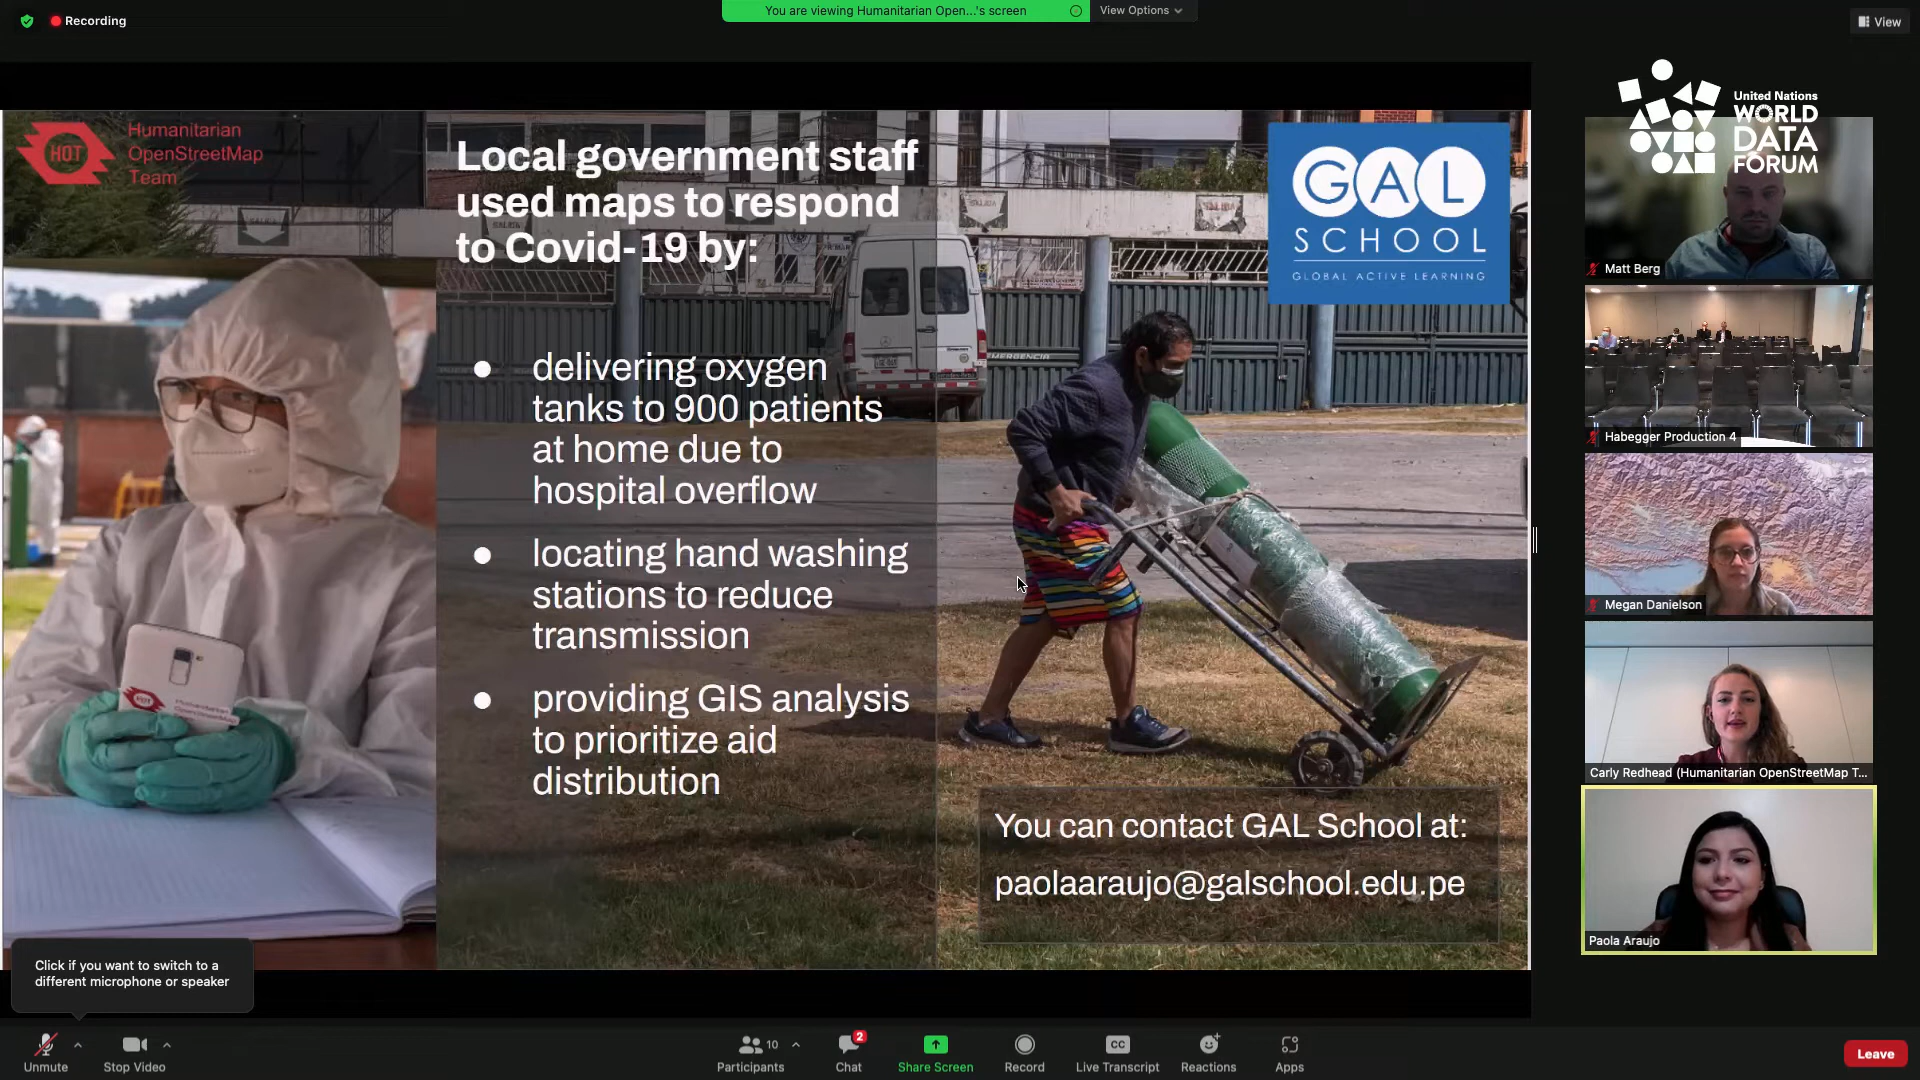 Recording
You are viewing Humanitarian Open...'s screen
View Options
View
Humanitarian
OpenStreetMap
Team
HOT
Local government staff
used maps to respond
to Covid-19 by:
delivering oxygen
tanks to 900 patients
at home due to
hospital overflow
locating hand washing
stations to reduce
transmission
providing GIS analysis
to prioritize aid
distribution
GAL
SCHOOL
GLOBAL ACTIVE LEARNING
SALIDA
EMERGENCIA
HOT
Humanitarian
OpenStreetMap
You can contact GAL School at:
paolaaraujo@galschool.edu.pe
United Nations
WORLD
DATA
FORUM
Matt Berg
Habegger Production 4
Megan Danielson
Carly Redhead (Humanitarian OpenStreetMap T...
Paola Araujo
Click if you want to switch to a
different microphone or speaker
Unmute
Stop Video
Participants
10
Chat
2
Share Screen
Record
CC
Live Transcript
Reactions
Apps
Leave